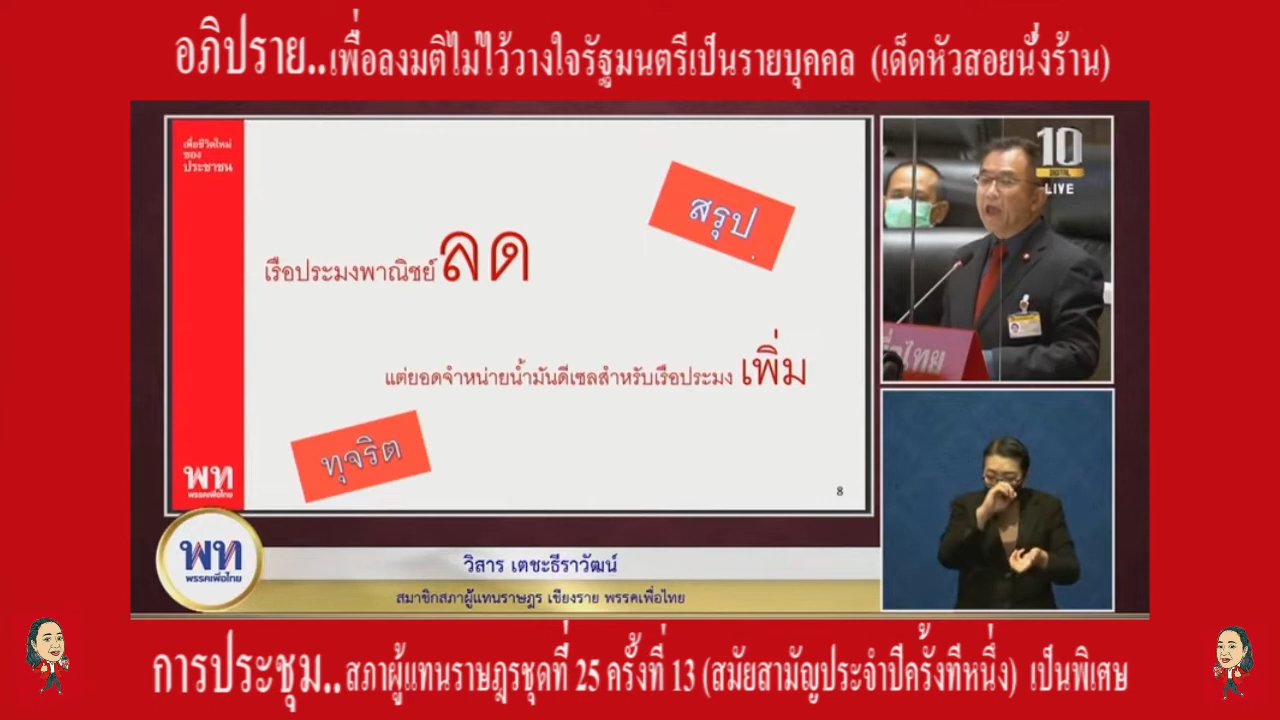 อภิปราย..เพื่อลงมติไม่ไว้วางใจรัฐมนตรีเป็นรายบุคคล (เด็ดหัวสอยนั่งร้าน)
เพื่อชีวิตใหม่
ของ
ประชาชน
สรุป
เรือประมงพาณิชย์ลด
แต่ยอดจำหน่ายน้ำมันดีเซลสำหรับเรือประมง เพิ่ม
ทุจริต
พท
พรรคเพื่อไทย
8
10
DIGITAL
LIVE
พท
พรรคเพื่อไทย
วิสาร เตชะธีราวัฒน์
สมาชิกสภาผู้แทนราษฎร เชียงราย พรรคเพื่อไทย
การประชุม..สภาผู้แทนราษฎรชุดที่ 25 ครั้งที่ 13 (สมัยสามัญประจำปีครั้งที่หนึ่ง) เป็นพิเศษ